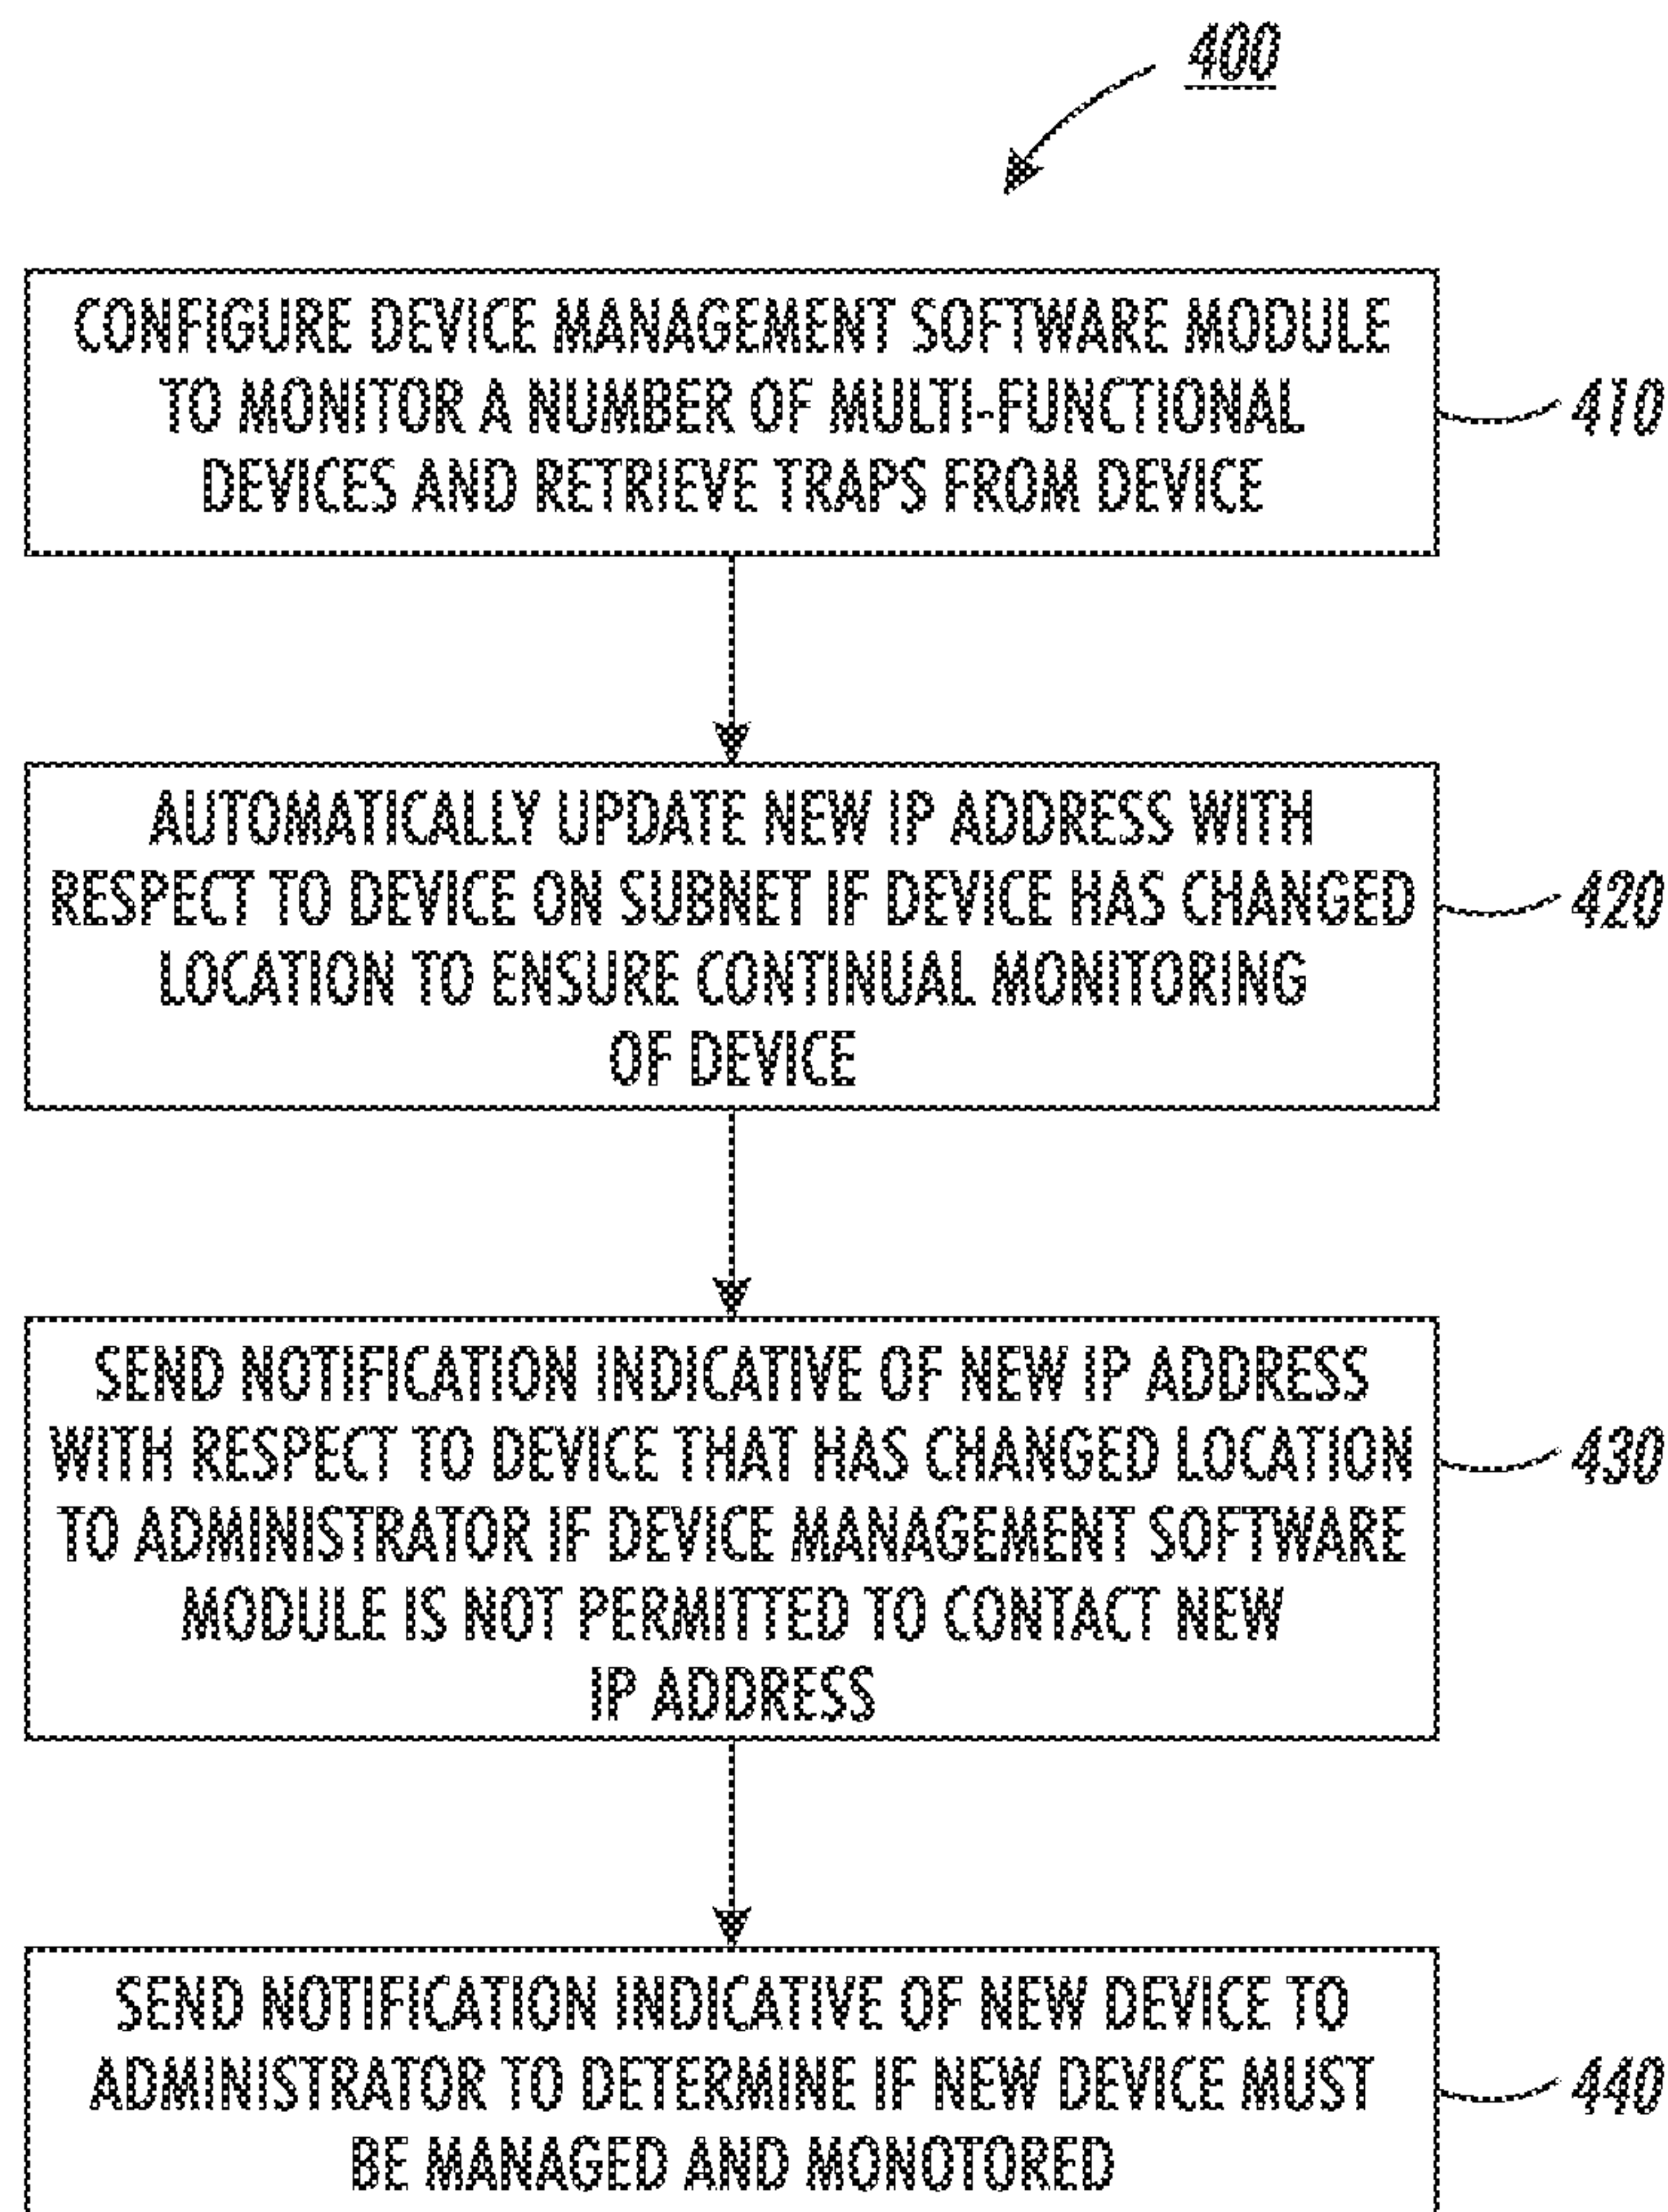 400
CONFIGURE DEVICE MANAGEMENT SOFTWARE MODULE
TO MONITOR A NUMBER OF MULTI-FUNCTIONAL
DEVICES AND RETRIEVE TRAPS FROM DEVICE
410
AUTOMATICALLY UPDATE NEW IP ADDRESS WITH
RESPECT TO DEVICE ON SUBNET IF DEVICE HAS CHANGED
LOCATION TO ENSURE CONTINUAL MONITORING
OF DEVICE
420
SEND NOTIFICATION INDICATIVE OF NEW IP ADDRESS
WITH RESPECT TO DEVICE THAT HAS CHANGED LOCATION
TO ADMINISTRATOR IF DEVICE MANAGEMENT SOFTWARE
MODULE IS NOT PERMITTED TO CONTACT NEW
IP ADDRESS
430
SEND NOTIFICATION INDICATIVE OF NEW DEVICE TO
ADMINISTRATOR TO DETERMINE IF NEW DEVICE MUST
BE MANAGED AND MONOTORED
440